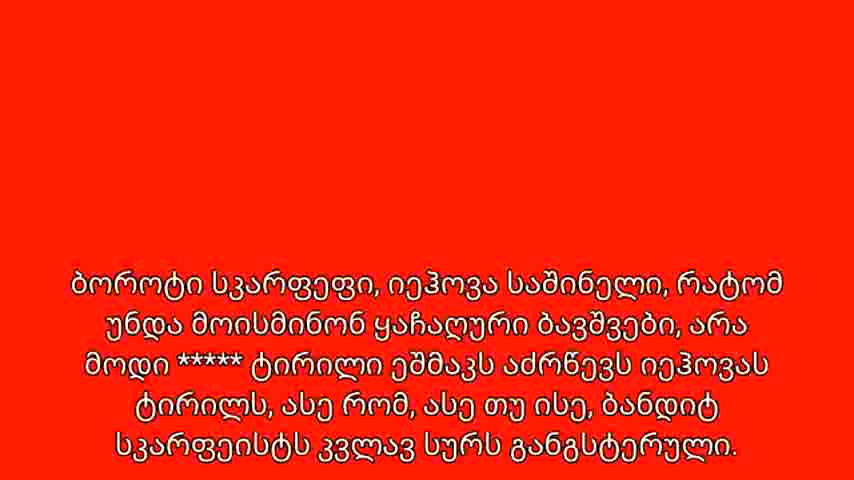 ბოროტი სკარფეფი, იეჰოვა საშინელი, რატომ
უნდა მოისმინონ ყაჩაღური ბავშვები, არა
მოდი ***** ტირილი ეშმაკს აძრწევს იეჰოვას
ტირილს, ასე რომ, ასე თუ ისე, ბანდიტ
სკარფეისტს კვლავ სურს განგსტერული.